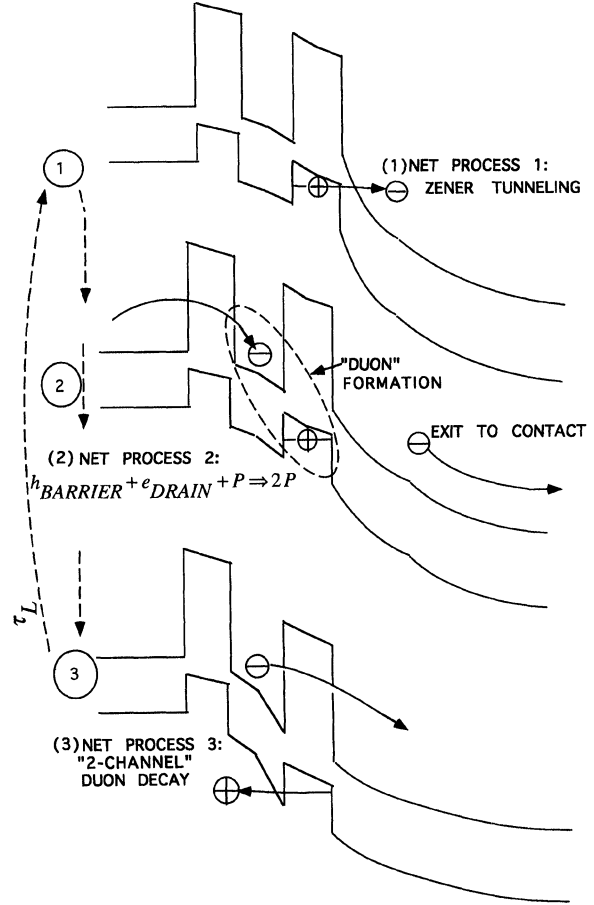 1
(1)NET PROCESS 1:
ZENER TUNNELING
2
"DUON"
FORMATION
EXIT TO CONTACT
(2) NET PROCESS 2:
h_BARRIER + e_DRAIN + P ⇒ 2P
τ_L
3
(3)NET PROCESS 3:
"2-CHANNEL"
DUON DECAY